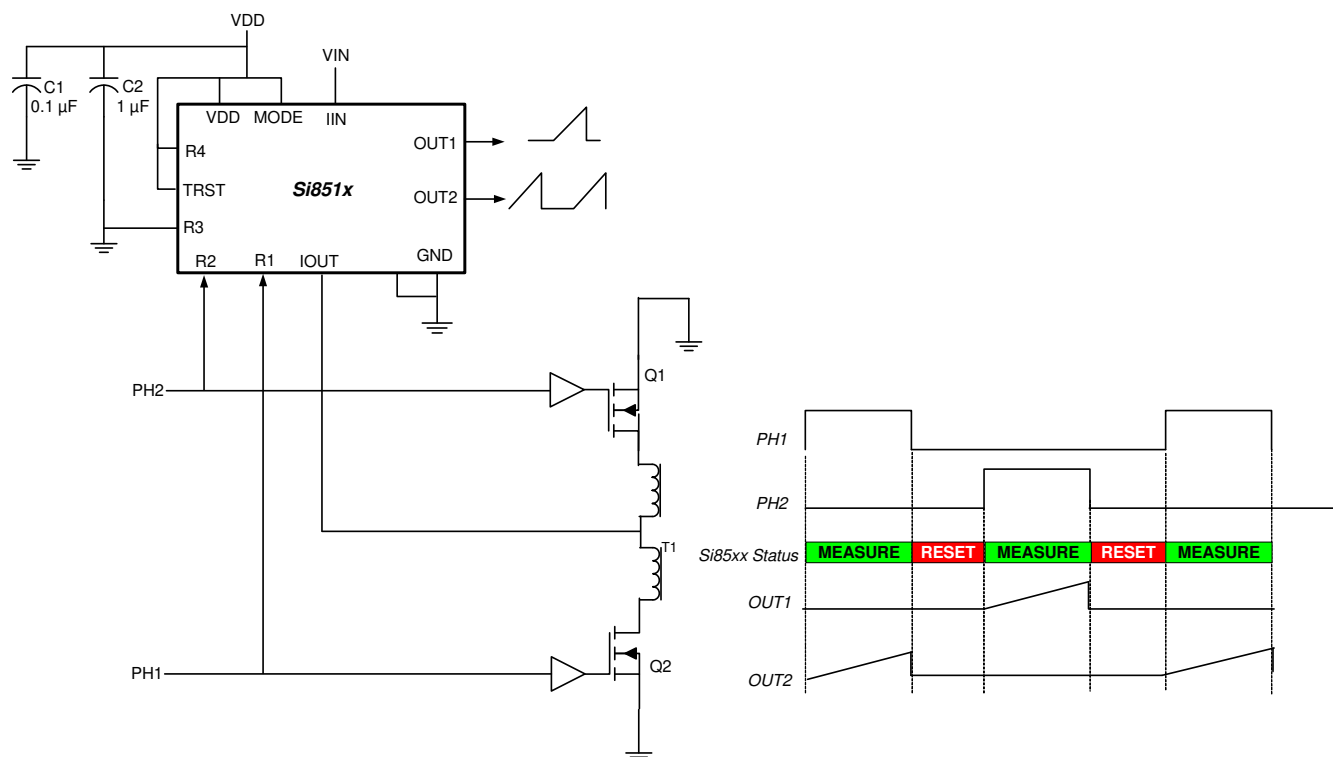 VDD
VIN
C1
0.1 µF
C2
1 µF
VDD MODE IIN
R4
TRST
R3
Si851x
OUT1
OUT2
R2 R1 IOUT
GND
PH2
Q1
T1
PH1
Q2
PH1
PH2
Si85xx Status MEASURE RESET MEASURE RESET MEASURE
OUT1
OUT2